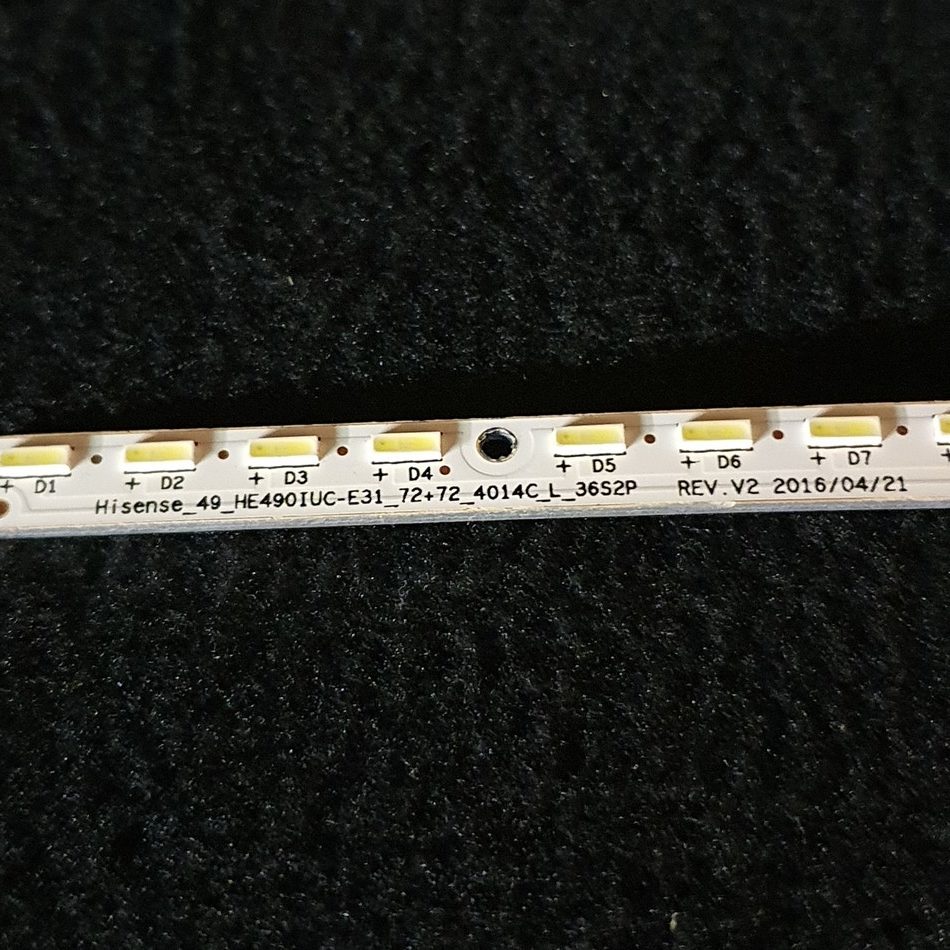 + D1 + D2 + D3 + D4 + D5 + D6 + D7 +
Hisense_49_HE490IUC-E31_72+72_4014C_L_36S2P REV.V2 2016/04/21